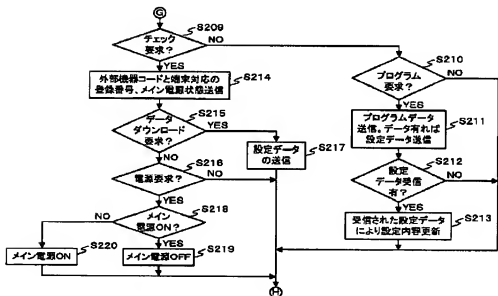 G
S209
チェック
要求?
NO
YES
S214
外部機器コードと端末対応の
登録番号、メイン電源状態送信
S215
データ
ダウンロード
要求?
YES
NO
S217
設定データ
の送信
S216
電源要求?
NO
YES
S218
メイン
電源ON?
NO
YES
S220
メイン電源ON
S219
メイン電源OFF
S210
プログラム
要求?
NO
YES
S211
プログラムデータ
送信。データ有れば
設定データ送信
S212
設定
データ受信
有?
NO
YES
S213
受信された設定データ
により設定内容更新
H